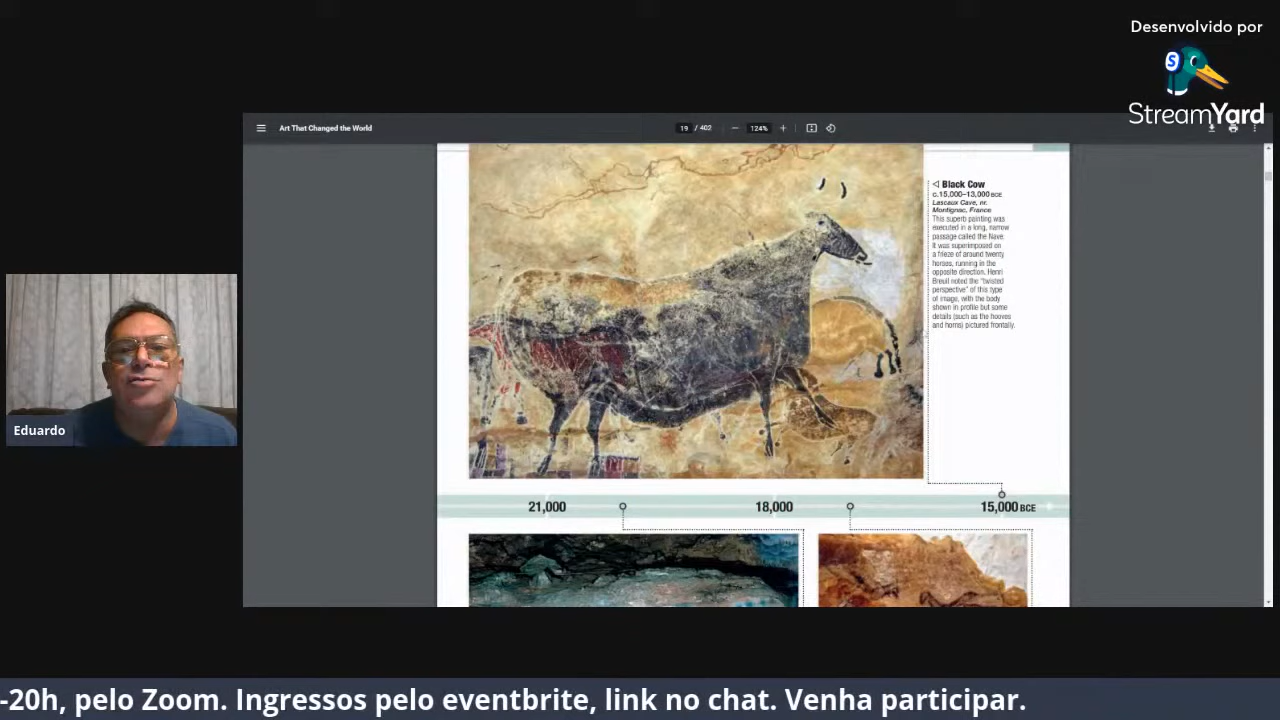 Desenvolvido por
StreamYard
Art That Changed the World
19 / 402
124%
◁ Black Cow
c.15,000–13,000 BCE
Lascaux Cave, nr.
Montignac, France
This superb painting was
executed in a long, narrow
passage called the Nave.
It was superimposed on
a frieze of around twenty
horses, running in the
opposite direction. Henri
Breuil noted the "twisted
perspective" of this type
of image, with the body
shown in profile but some
details (such as the hooves
and horns) pictured frontally.
Eduardo
21,000
18,000
15,000 BCE
-20h, pelo Zoom. Ingressos pelo eventbrite, link no chat. Venha participar.